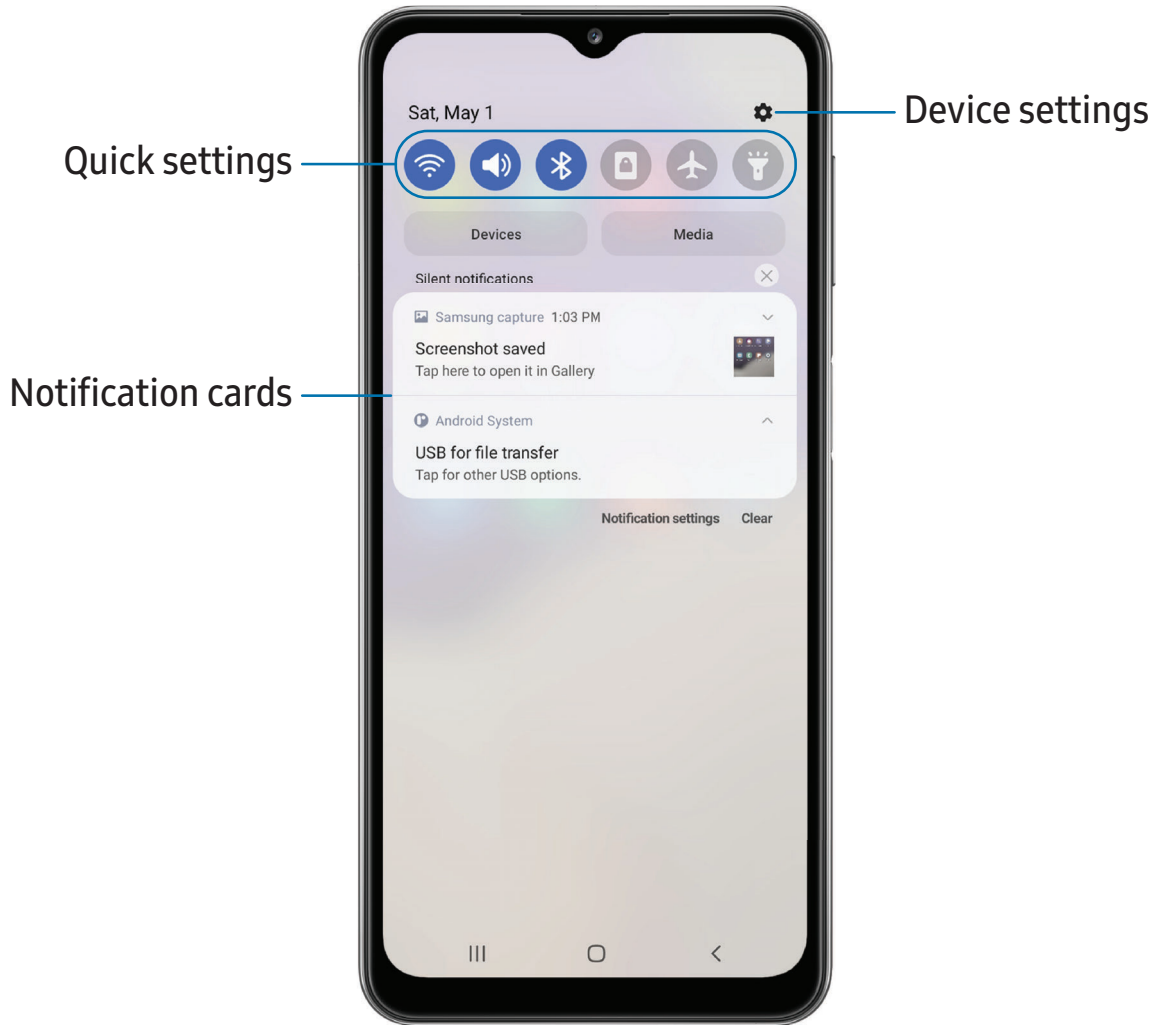 Sat, May 1
Device settings
Quick settings
Devices
Media
Silent notifications
Samsung capture 1:03 PM
Screenshot saved
Tap here to open it in Gallery
Notification cards
Android System
USB for file transfer
Tap for other USB options.
Notification settings
Clear